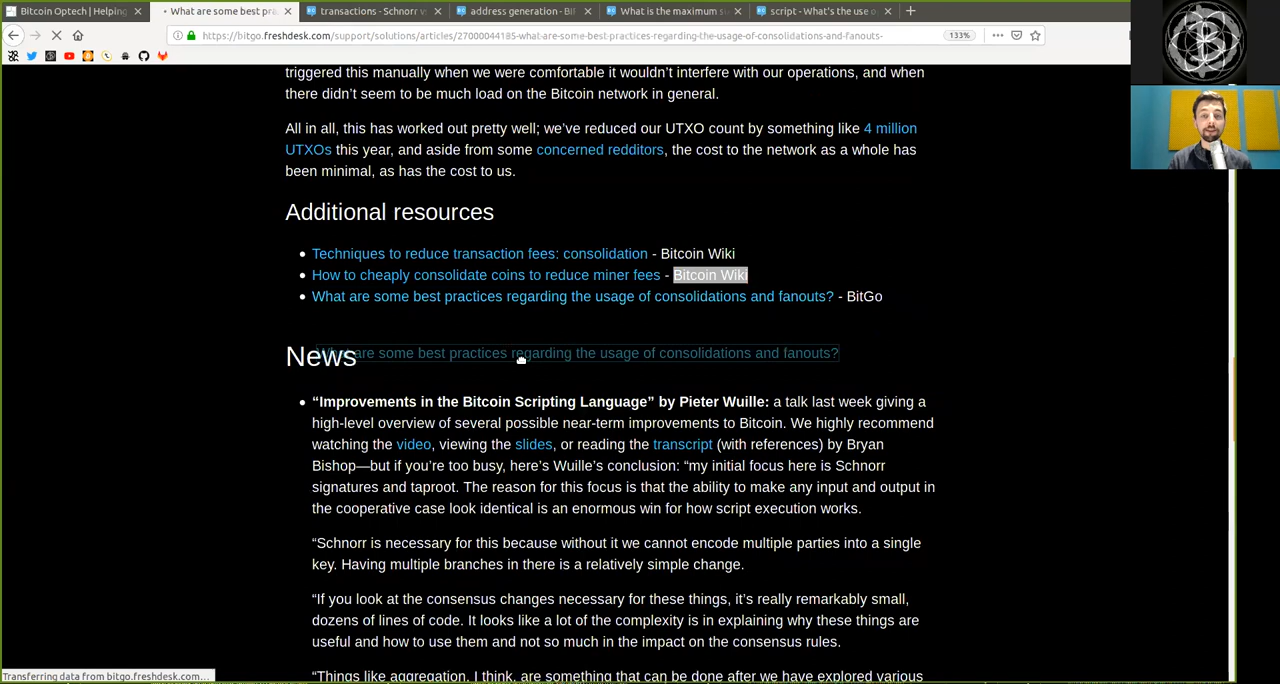 Bitcoin Optech | Helping
What are some best pra
transactions - Schnorr v
address generation - BIP
What is the maximum s
script - What's the use o
https://bitgo.freshdesk.com/support/solutions/articles/27000044185-what-are-some-best-practices-regarding-the-usage-of-consolidations-and-fanouts-
133%
triggered this manually when we were comfortable it wouldn’t interfere with our operations, and when
there didn’t seem to be much load on the Bitcoin network in general.
All in all, this has worked out pretty well; we’ve reduced our UTXO count by something like 4 million
UTXOs this year, and aside from some concerned redditors, the cost to the network as a whole has
been minimal, as has the cost to us.
Additional resources
• Techniques to reduce transaction fees: consolidation - Bitcoin Wiki
• How to cheaply consolidate coins to reduce miner fees - Bitcoin Wiki
• What are some best practices regarding the usage of consolidations and fanouts? - BitGo
News
What are some best practices regarding the usage of consolidations and fanouts?
• “Improvements in the Bitcoin Scripting Language” by Pieter Wuille: a talk last week giving a
high-level overview of several possible near-term improvements to Bitcoin. We highly recommend
watching the video, viewing the slides, or reading the transcript (with references) by Bryan
Bishop—but if you’re too busy, here’s Wuille’s conclusion: “my initial focus here is Schnorr
signatures and taproot. The reason for this focus is that the ability to make any input and output in
the cooperative case look identical is an enormous win for how script execution works.
“Schnorr is necessary for this because without it we cannot encode multiple parties into a single
key. Having multiple branches in there is a relatively simple change.
“If you look at the consensus changes necessary for these things, it’s really remarkably small,
dozens of lines of code. It looks like a lot of the complexity is in explaining why these things are
useful and how to use them and not so much in the impact on the consensus rules.
“Things like aggregation, I think, are something that can be done after we have explored various
Transferring data from bitgo.freshdesk.com...